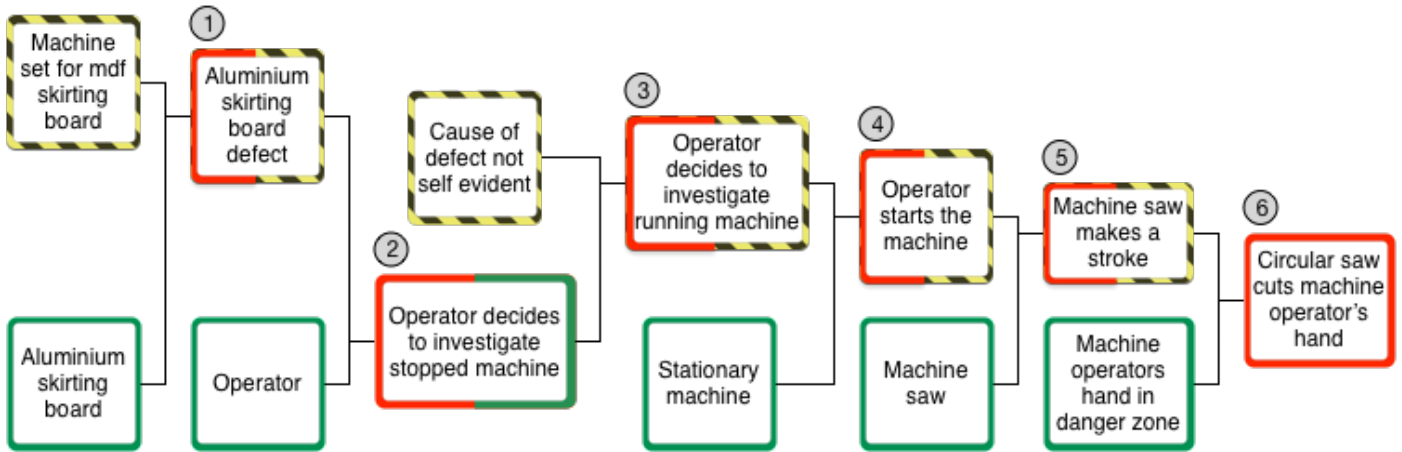 Machine
set for mdf
skirting
board
1
Aluminium
skirting
board
defect
Cause of
defect not
self evident
3
Operator
decides to
investigate
running machine
4
Operator
starts the
machine
5
Machine saw
makes a
stroke
6
Circular saw
cuts machine
operator's
hand
2
Operator decides
to investigate
stopped machine
Aluminium
skirting
board
Operator
Stationary
machine
Machine
saw
Machine
operators
hand in
danger zone